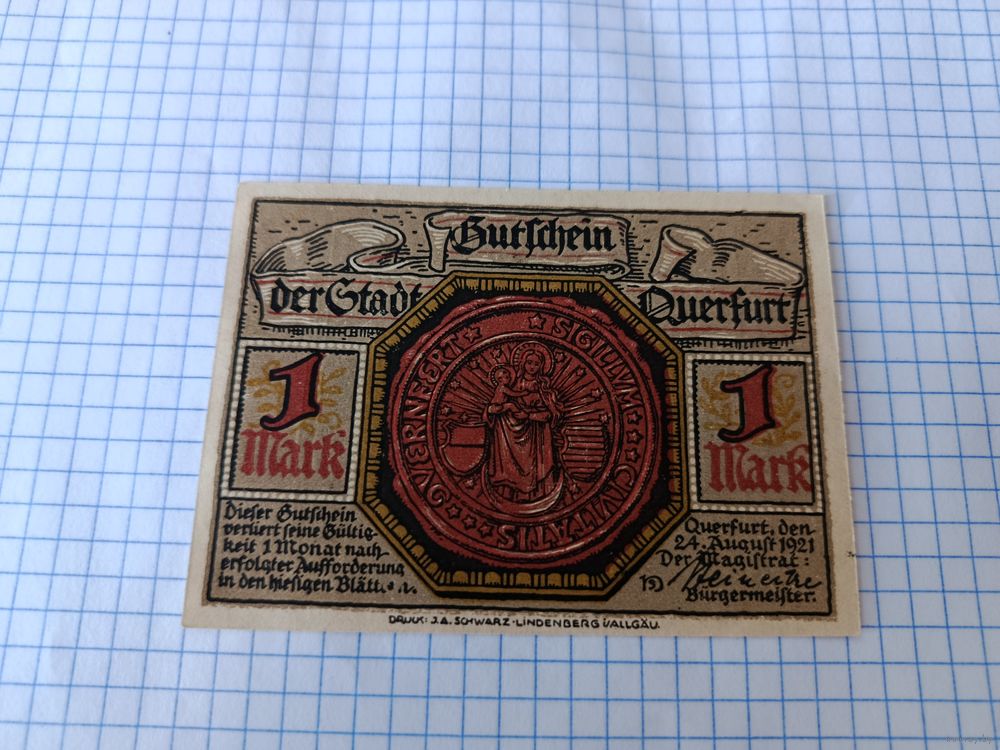 Gutschein
der Stadt Querfurt
1 Mark
1 Mark
★ SIGILLVM ★ CIVITATIS ★★★ QVERNFERT ★
Dieser Gutschein
verliert seine Gültig-
keit 1 Monat nach
erfolgter Aufforderung
in den hiesigen Blätt.
Querfurt, den
24. August 1921
Der Magistrat:
Bürgermeister.
DRUCK: J.A. SCHWARZ·LINDENBERG i/ALLGÄU.